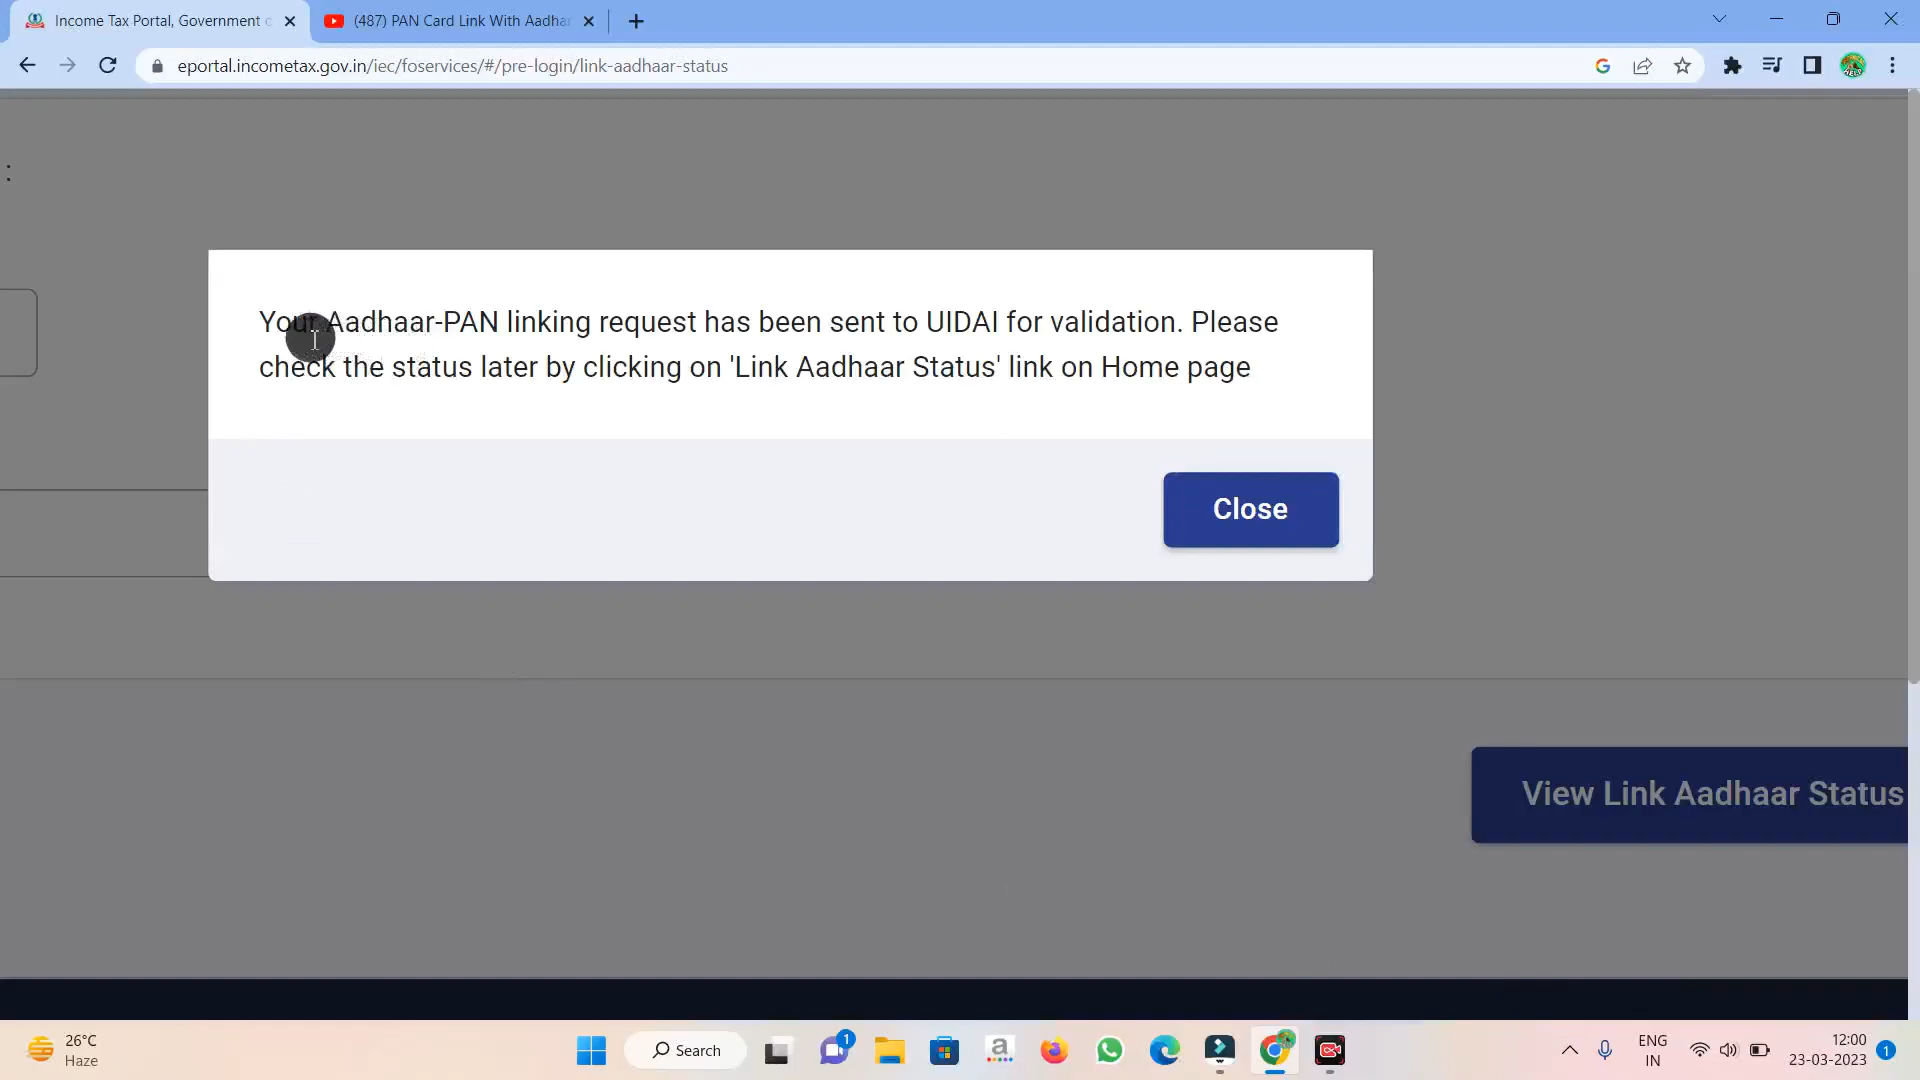 Income Tax Portal, Government
(487) PAN Card Link With Aadha
eportal.incometax.gov.in/iec/foservices/#/pre-login/link-aadhaar-status
:
Your Aadhaar-PAN linking request has been sent to UIDAI for validation. Please
check the status later by clicking on 'Link Aadhaar Status' link on Home page
Close
View Link Aadhaar Status
26°C
Haze
Search
1
a
ENG
IN
12:00
23-03-2023
1